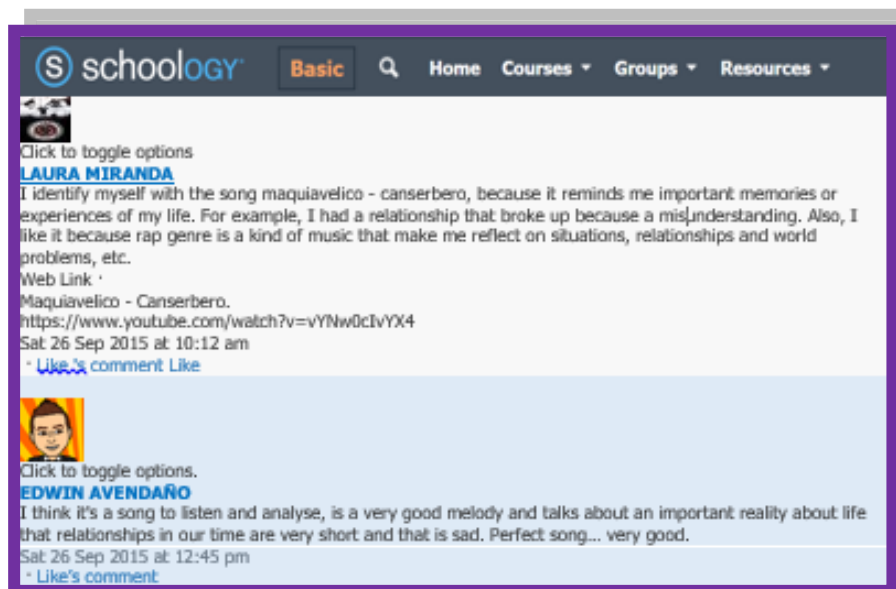 S schoology Basic Home Courses Groups Resources
Click to toggle options
LAURA MIRANDA
I identify myself with the song maquiavelico - canserbero, because it reminds me important memories or
experiences of my life. For example, I had a relationship that broke up because a misunderstanding. Also, I
like it because rap genre is a kind of music that make me reflect on situations, relationships and world
problems, etc.
Web Link ·
Maquiavelico - Canserbero.
https://www.youtube.com/watch?v=vYNw0cIvYX4
Sat 26 Sep 2015 at 10:12 am
· Like 's comment Like
Click to toggle options.
EDWIN AVENDAÑO
I think it's a song to listen and analyse, is a very good melody and talks about an important reality about life
that relationships in our time are very short and that is sad. Perfect song... very good.
Sat 26 Sep 2015 at 12:45 pm
· Like's comment